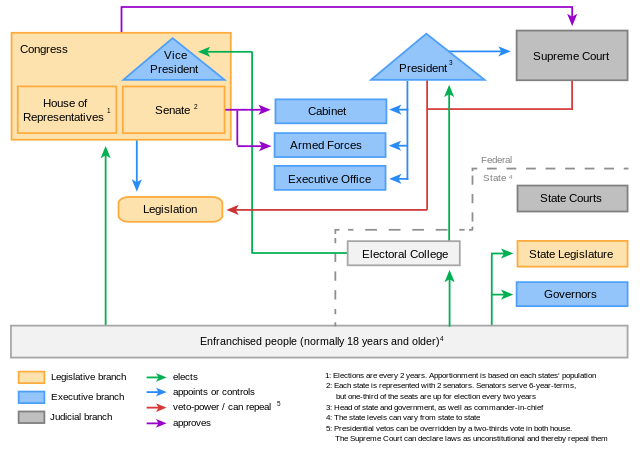 Congress
Vice
President
House of
Representatives 1
Senate 2
President 3
Supreme Court
Cabinet
Armed Forces
Executive Office
Legislation
Federal
State 4
State Courts
Electoral College
State Legislature
Governors
Enfranchised people (normally 18 years and older)4
Legislative branch
Executive branch
Judicial branch
elects
appoints or controls
veto-power / can repeal 5
approves
1: Elections are every 2 years. Apportionment is based on each states' population
2: Each state is represented with 2 senators. Senators serve 6-year-terms,
but one-third of the seats are up for election every two years
3: Head of state and government, as well as commander-in-chief
4: The state levels can vary from state to state
5: Presidential vetos can be overridden by a two-thirds vote in both house.
The Supreme Court can declare laws as unconstitutional and thereby repeal them